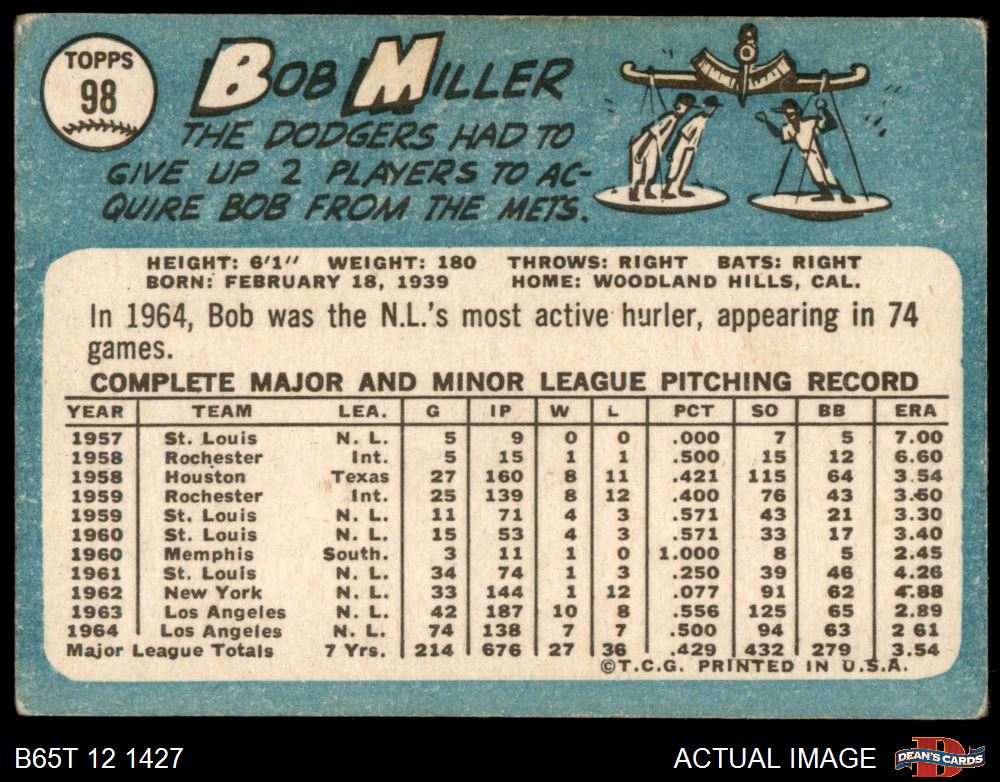 TOPPS
98
BOB MILLER
THE DODGERS HAD TO
GIVE UP 2 PLAYERS TO AC-
QUIRE BOB FROM THE METS.
HEIGHT: 6'1" WEIGHT: 180 THROWS: RIGHT BATS: RIGHT
BORN: FEBRUARY 18, 1939 HOME: WOODLAND HILLS, CAL.
In 1964, Bob was the N.L.'s most active hurler, appearing in 74
games.
COMPLETE MAJOR AND MINOR LEAGUE PITCHING RECORD
YEAR TEAM LEA. G IP W L PCT SO BB ERA
1957 St. Louis N. L. 5 9 0 0 .000 7 5 7.00
1958 Rochester Int. 5 15 1 1 .500 15 12 6.60
1958 Houston Texas 27 160 8 11 .421 115 64 3.54
1959 Rochester Int. 25 139 8 12 .400 76 43 3.60
1959 St. Louis N. L. 11 71 4 3 .571 43 21 3.30
1960 St. Louis N. L. 15 53 4 3 .571 33 17 3.40
1960 Memphis South. 3 11 1 0 1.000 8 5 2.45
1961 St. Louis N. L. 34 74 1 3 .250 39 46 4.26
1962 New York N. L. 33 144 1 12 .077 91 62 4.88
1963 Los Angeles N. L. 42 187 10 8 .556 125 65 2.89
1964 Los Angeles N. L. 74 138 7 7 .500 94 63 2 61
Major League Totals 7 Yrs. 214 676 27 36 .429 432 279 3.54
©T.C.G. PRINTED IN U.S.A.
B65T 12 1427 ACTUAL IMAGE DEAN'S CARDS